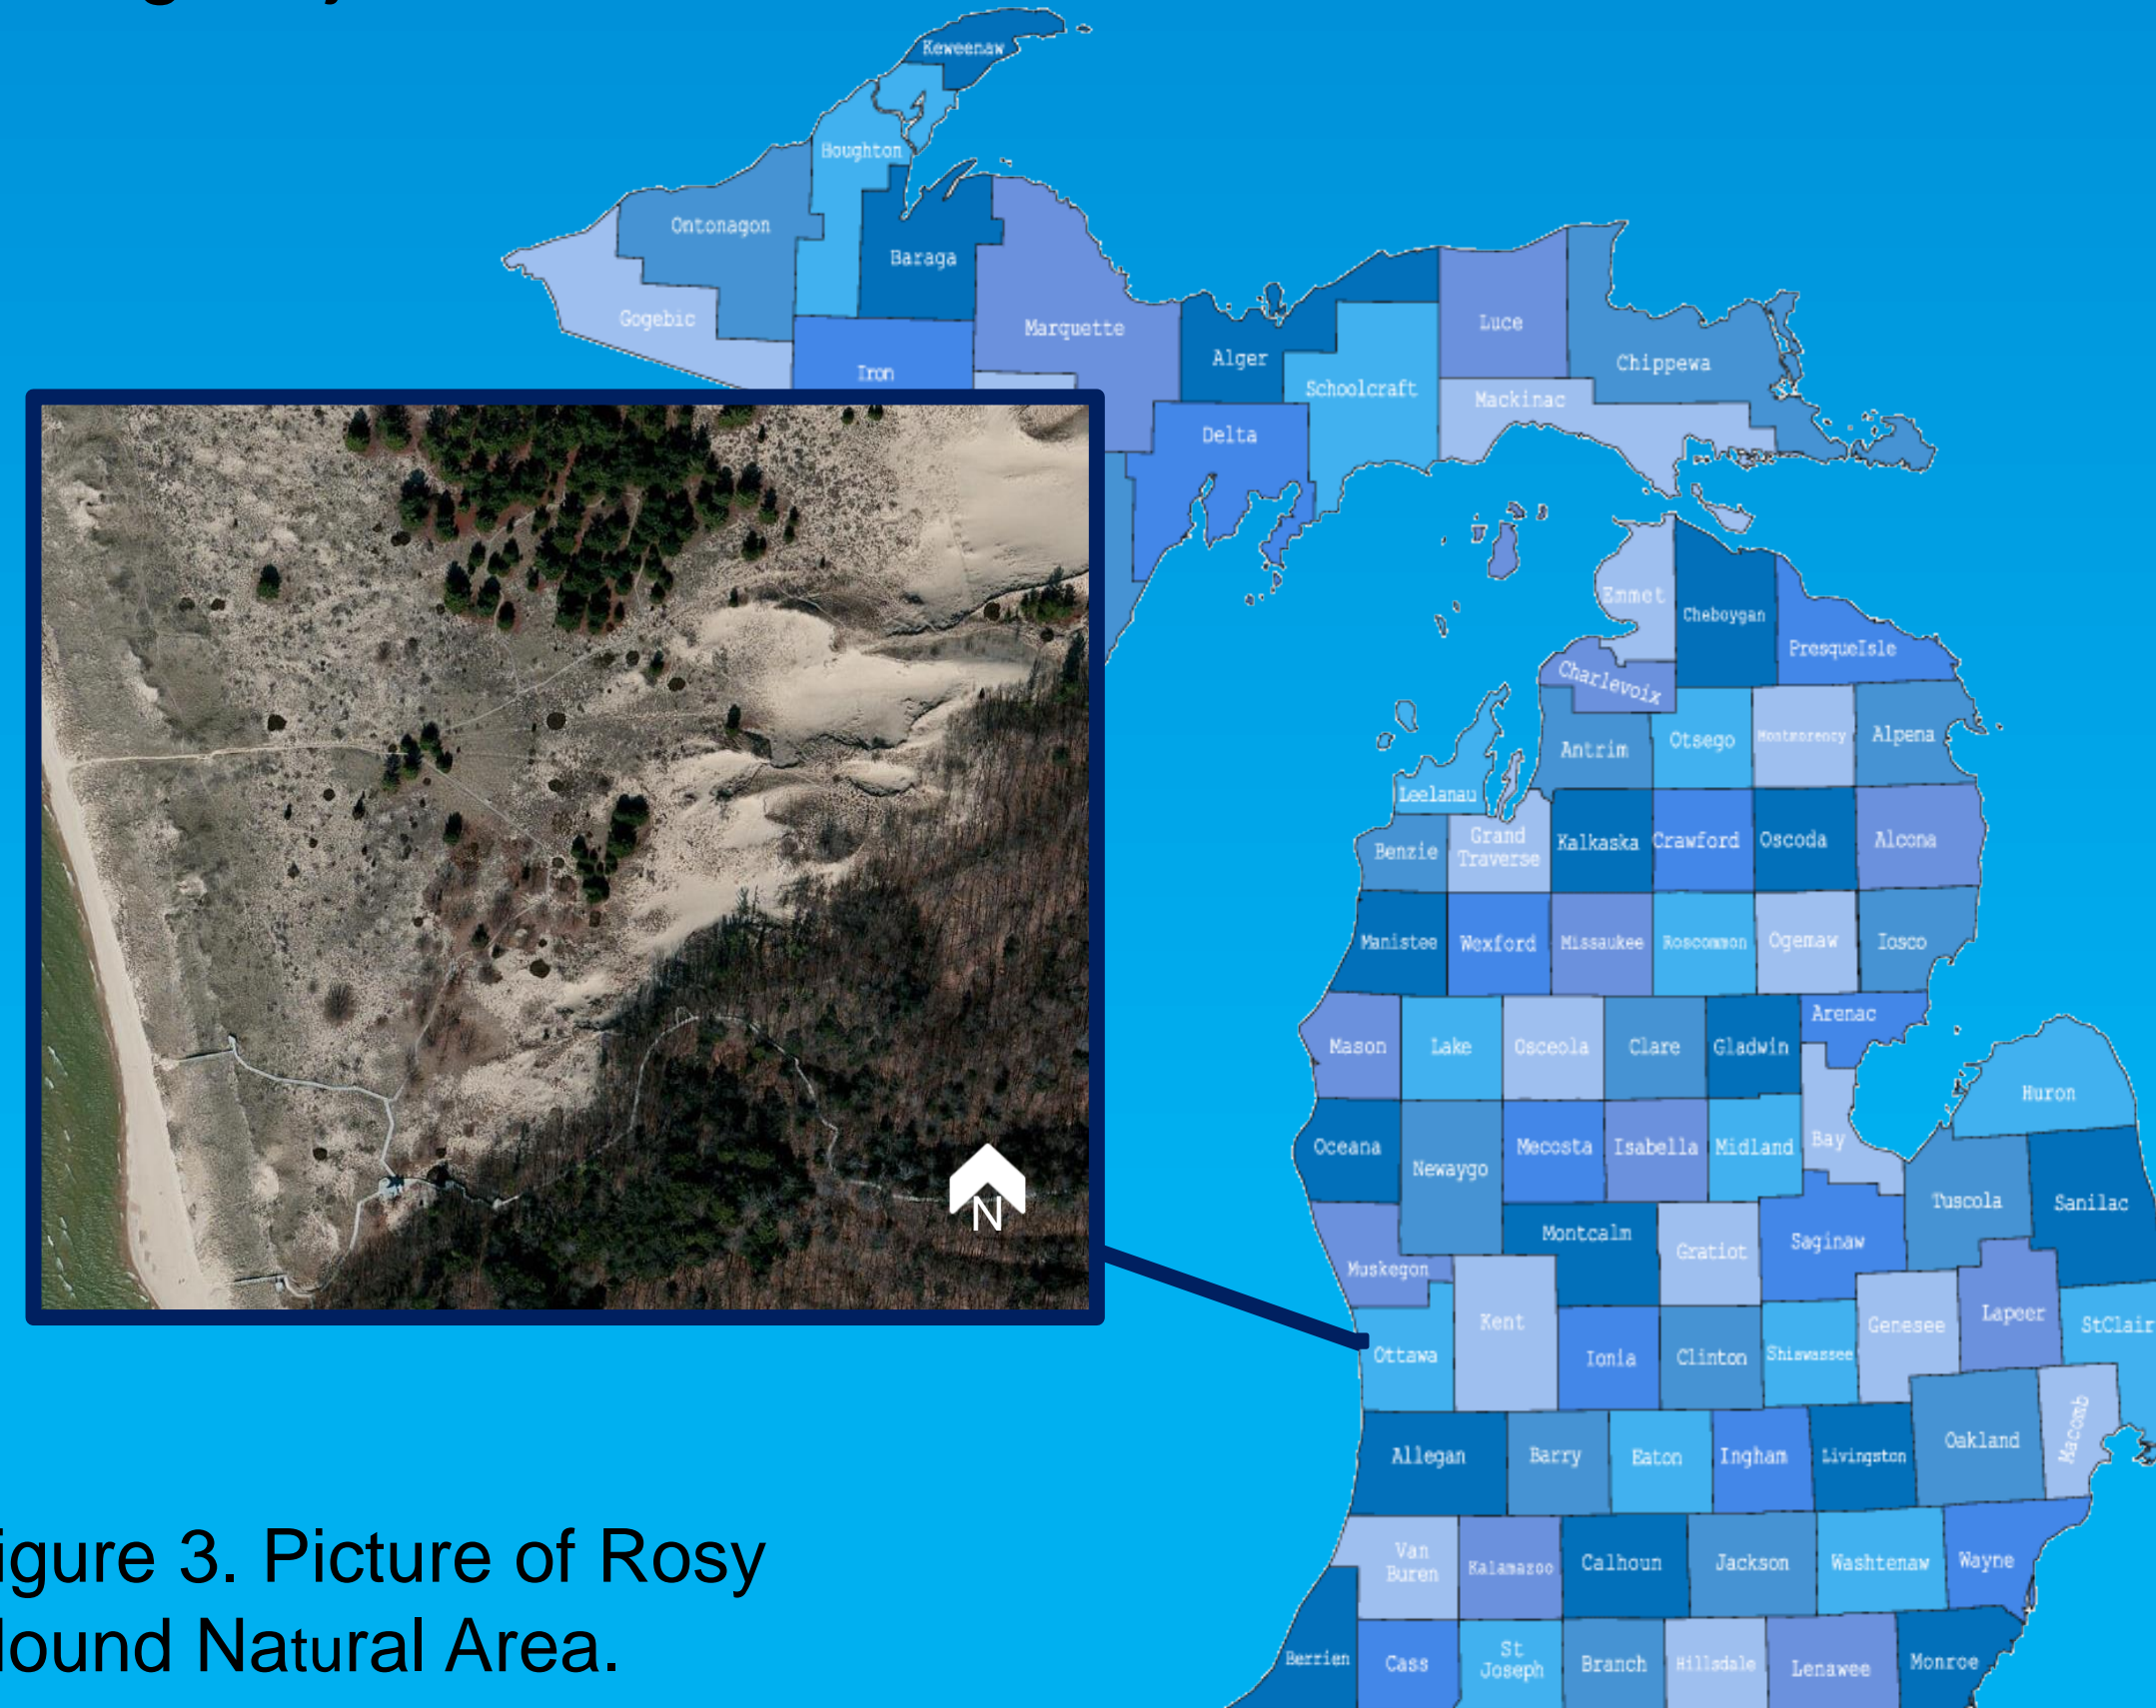 Keweenaw
Houghton
Ontonagon
Baraga
Gogebic
Marquette
Iron
Alger
Luce
Chippewa
Schoolcraft
Mackinac
Delta
Emmet
Cheboygan
PresqueIsle
Charlevoix
Antrim
Otsego
Montmorency
Alpena
Leelanau
Benzie
Grand
Traverse
Kalkaska
Crawford
Oscoda
Alcona
Manistee
Wexford
Missaukee
Roscommon
Ogemaw
Iosco
Mason
Lake
Osceola
Clare
Gladwin
Arenac
Huron
Oceana
Newaygo
Mecosta
Isabella
Midland
Bay
Tuscola
Sanilac
N
Muskegon
Montcalm
Gratiot
Saginaw
Kent
Ottawa
Ionia
Clinton
Shiawassee
Genesee
Lapeer
StClair
Allegan
Barry
Eaton
Ingham
Livingston
Oakland
Macomb
Van
Buren
Kalamazoo
Calhoun
Jackson
Washtenaw
Wayne
Berrien
Cass
St
Joseph
Branch
Hillsdale
Lenawee
Monroe
igure 3. Picture of Rosy
ound Natural Area.